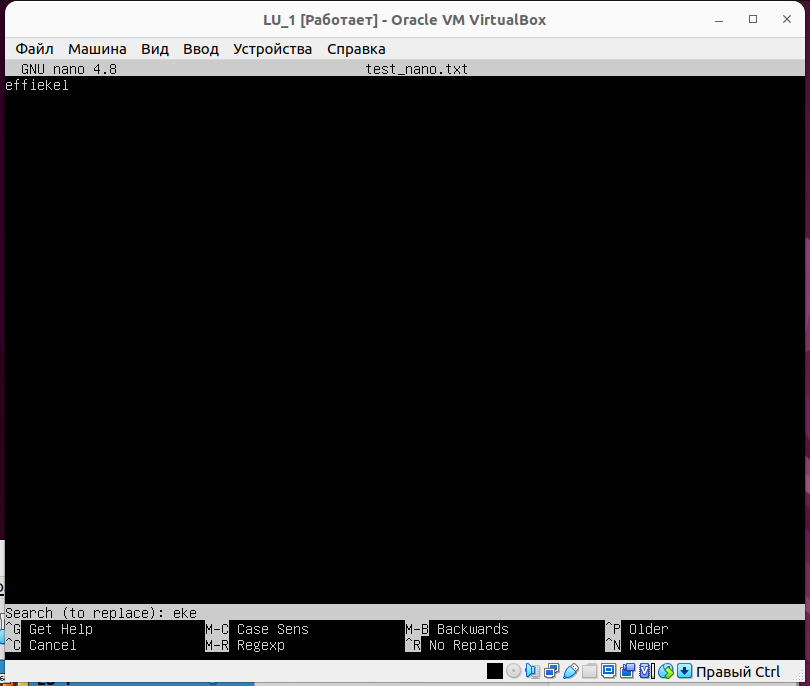 LU_1 [Работает] - Oracle VM VirtualBox
Файл Машина Вид Ввод Устройства Справка
GNU nano 4.8 test_nano.txt
effiekel
Search (to replace): eke
^G Get Help M-C Case Sens M-B Backwards ^P Older
^C Cancel M-R Regexp ^R No Replace ^N Newer
Правый Ctrl